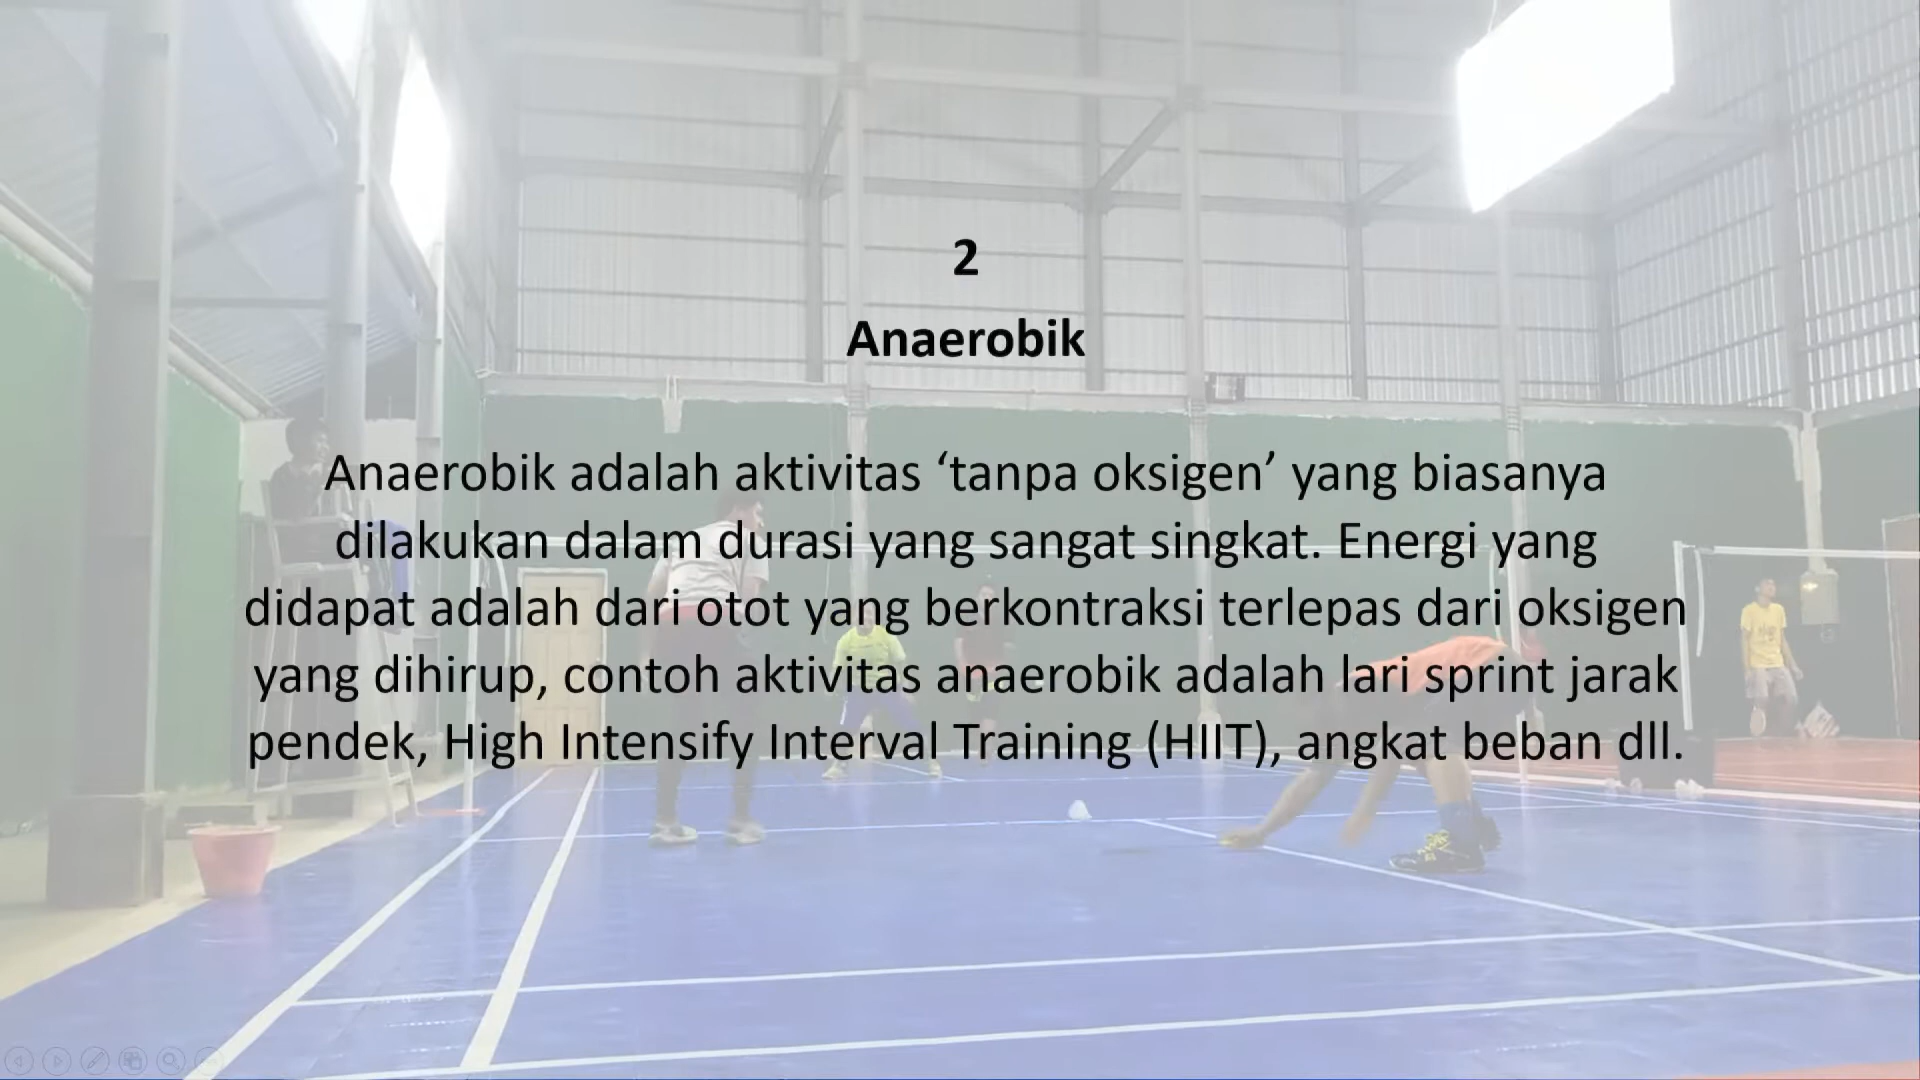 2
Anaerobik
Anaerobik adalah aktivitas ‘tanpa oksigen’ yang biasanya
dilakukan dalam durasi yang sangat singkat. Energi yang
didapat adalah dari otot yang berkontraksi terlepas dari oksigen
yang dihirup, contoh aktivitas anaerobik adalah lari sprint jarak
pendek, High Intensify Interval Training (HIIT), angkat beban dll.